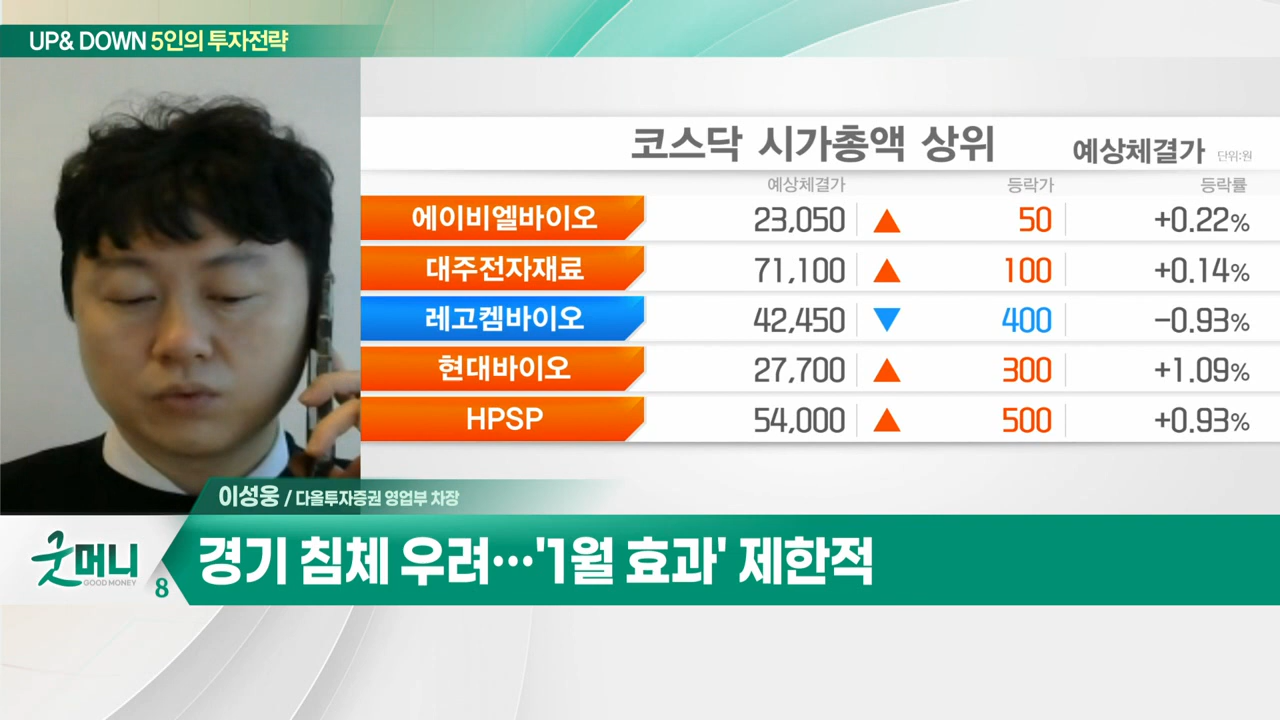 UP& DOWN 5인의 투자전략
코스닥 시가총액 상위 예상체결가 단위:원
예상체결가 등락가 등락률
에이비엘바이오 23,050 ▲ 50 +0.22%
대주전자재료 71,100 ▲ 100 +0.14%
레고켐바이오 42,450 ▼ 400 -0.93%
현대바이오 27,700 ▲ 300 +1.09%
HPSP 54,000 ▲ 500 +0.93%
이성웅 / 다올투자증권 영업부 차장
굿머니
GOOD MONEY
8
경기 침체 우려…'1월 효과' 제한적